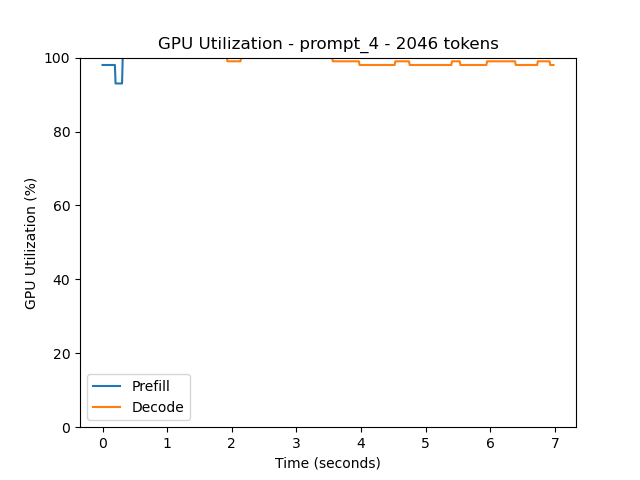 GPU Utilization - prompt_4 - 2046 tokens
100
80
60
40
20
0
GPU Utilization (%)
Prefill
Decode
0 1 2 3 4 5 6 7
Time (seconds)